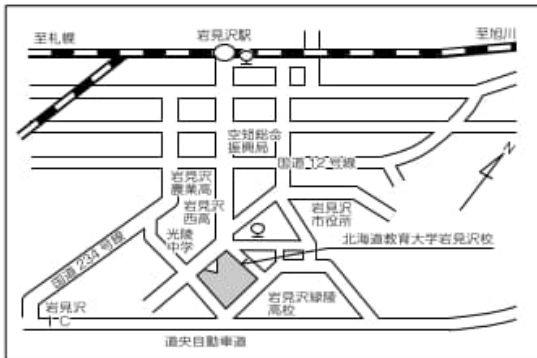 至札幌
岩見沢駅
至旭川
空知総合
振興局
国道12号線
N
岩見沢
農業高
岩見沢
西高
岩見沢
市役所
光陵
中学
北海道教育大学岩見沢校
国道234号線
岩見沢
IC
岩見沢緑陵
高校
道央自動車道